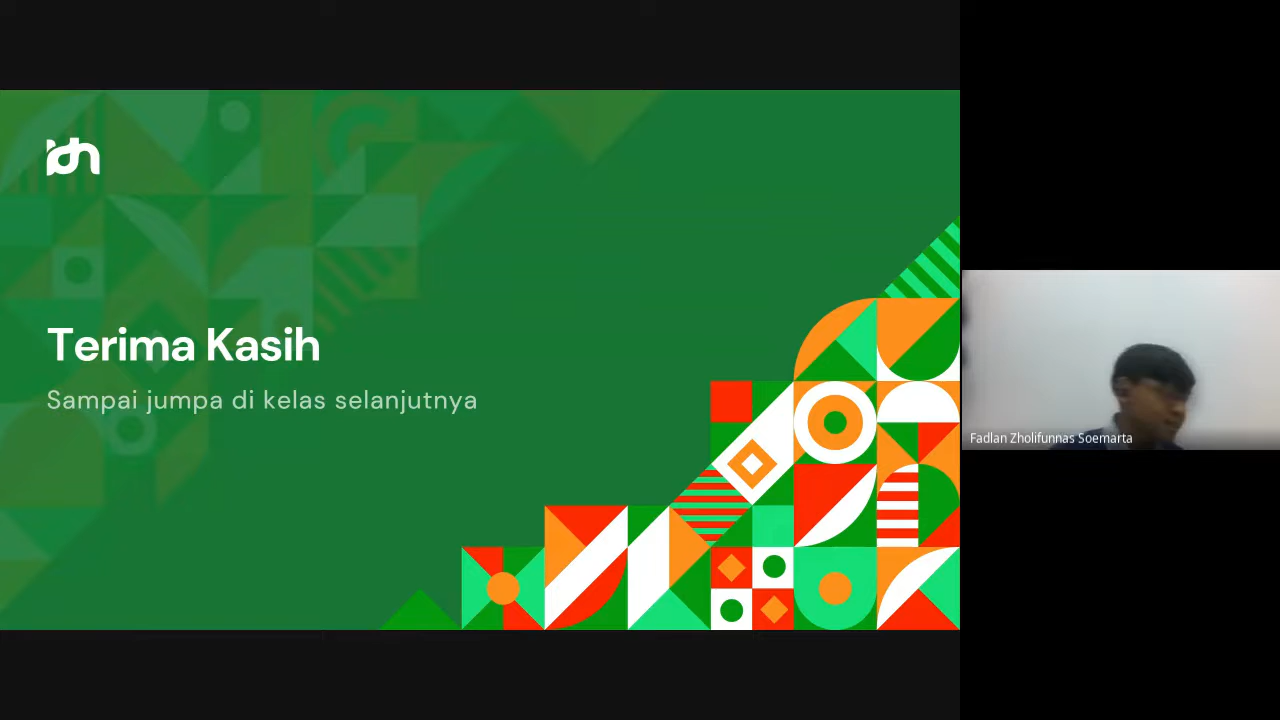 Terima Kasih
Sampai jumpa di kelas selanjutnya
Fadlan Zholifunnas Soemarta